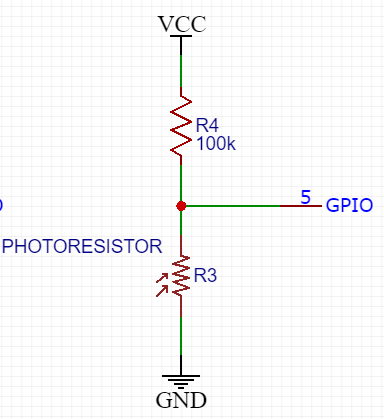 VCC
R4
100k
5
GPIO
PHOTORESISTOR
R3
GND